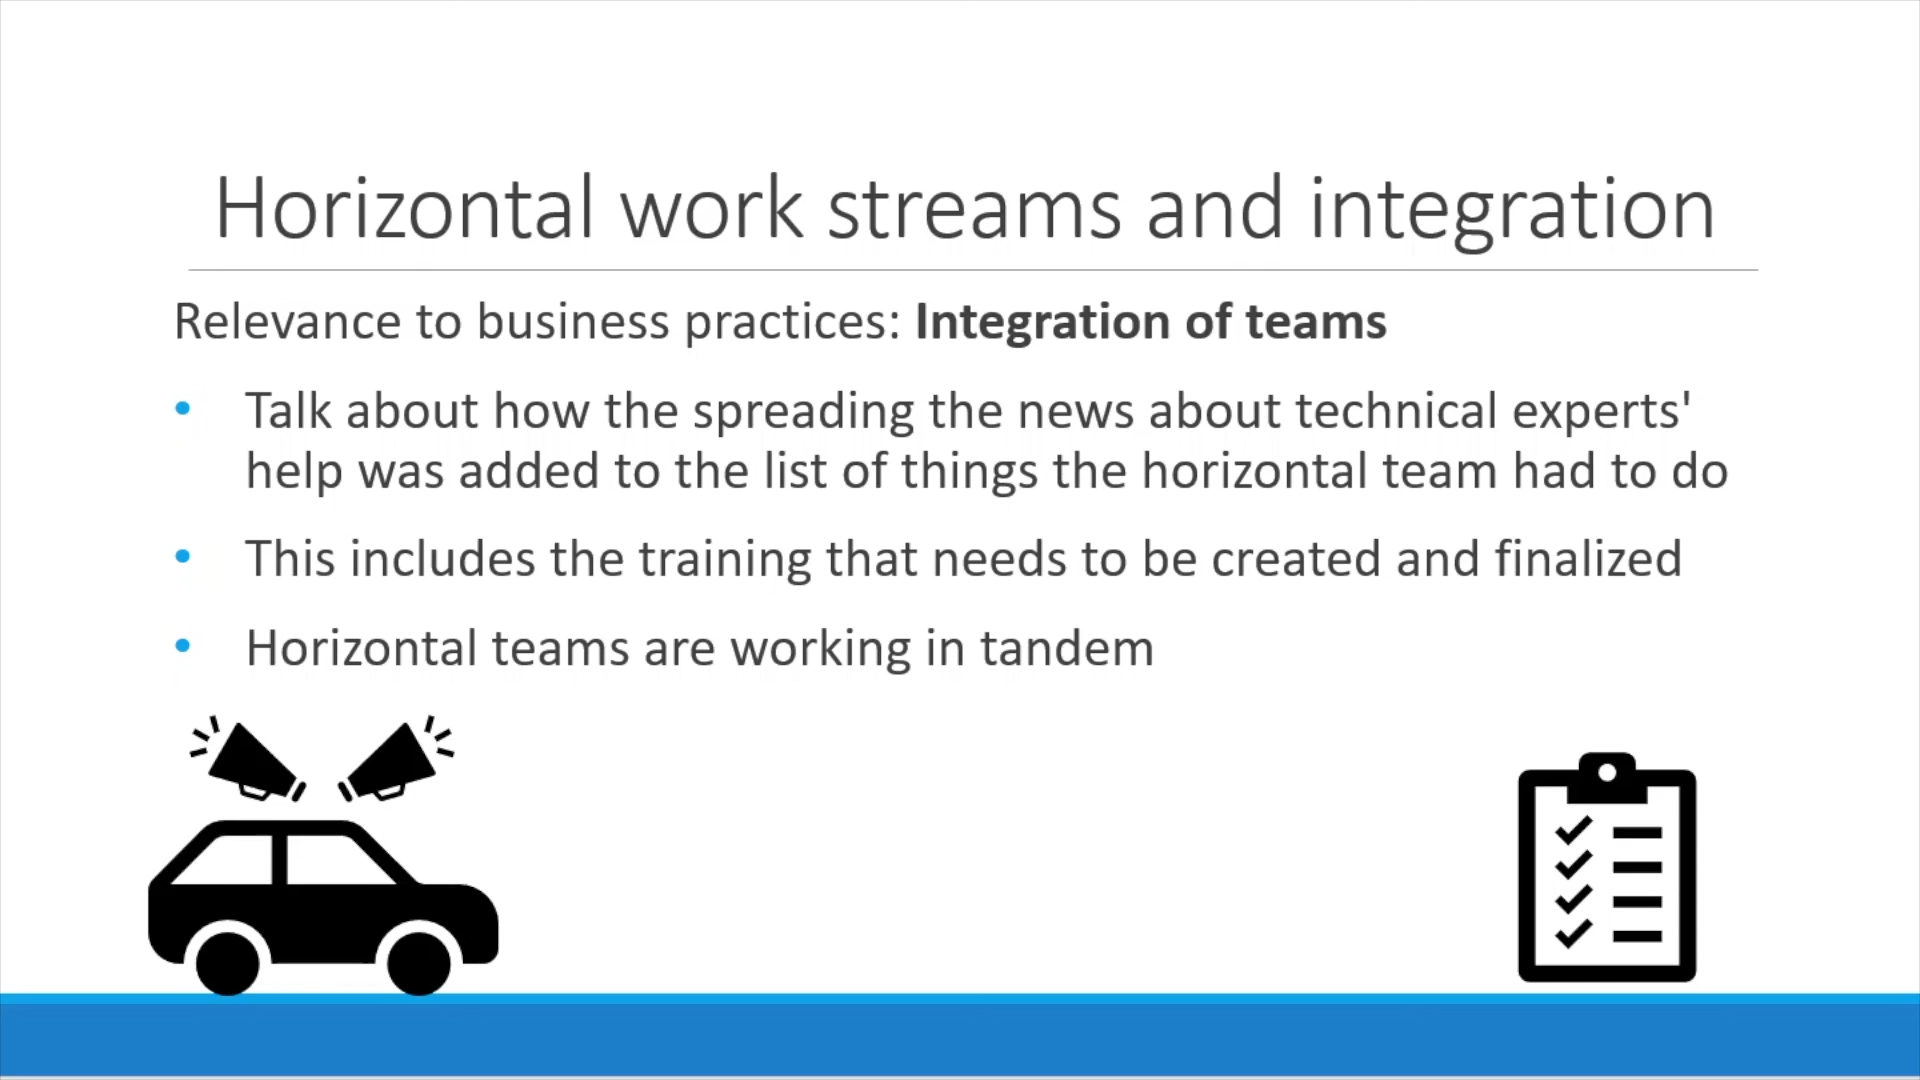 Horizontal work streams and integration
Relevance to business practices: Integration of teams
• Talk about how the spreading the news about technical experts'
help was added to the list of things the horizontal team had to do
• This includes the training that needs to be created and finalized
• Horizontal teams are working in tandem